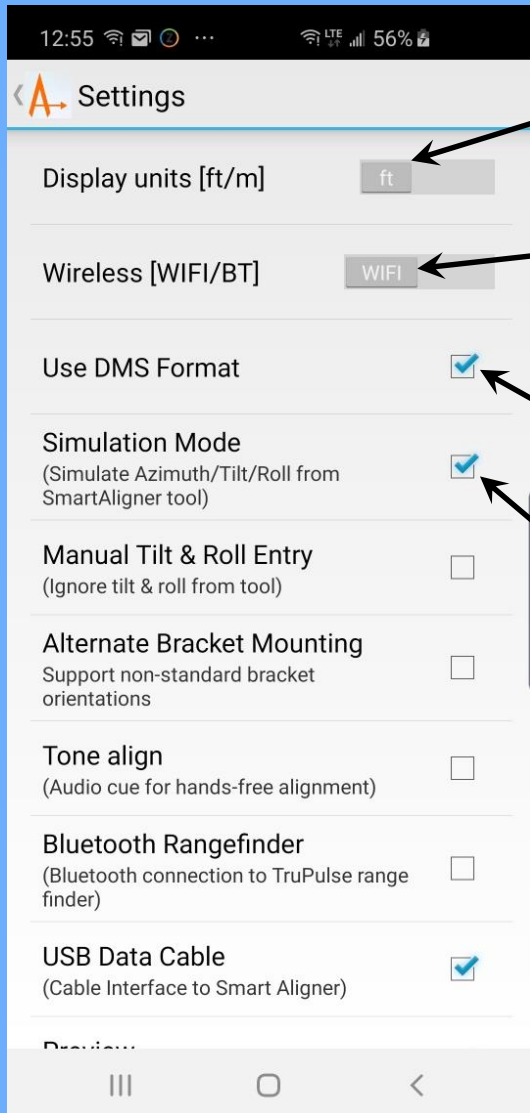 12:55 ... LTE 56%
Settings
Display units [ft/m] ft
Wireless [WIFI/BT] WIFI
Use DMS Format
Simulation Mode
(Simulate Azimuth/Tilt/Roll from
SmartAligner tool)
Manual Tilt & Roll Entry
(Ignore tilt & roll from tool)
Alternate Bracket Mounting
Support non-standard bracket
orientations
Tone align
(Audio cue for hands-free alignment)
Bluetooth Rangefinder
(Bluetooth connection to TruPulse range
finder)
USB Data Cable
(Cable Interface to Smart Aligner)